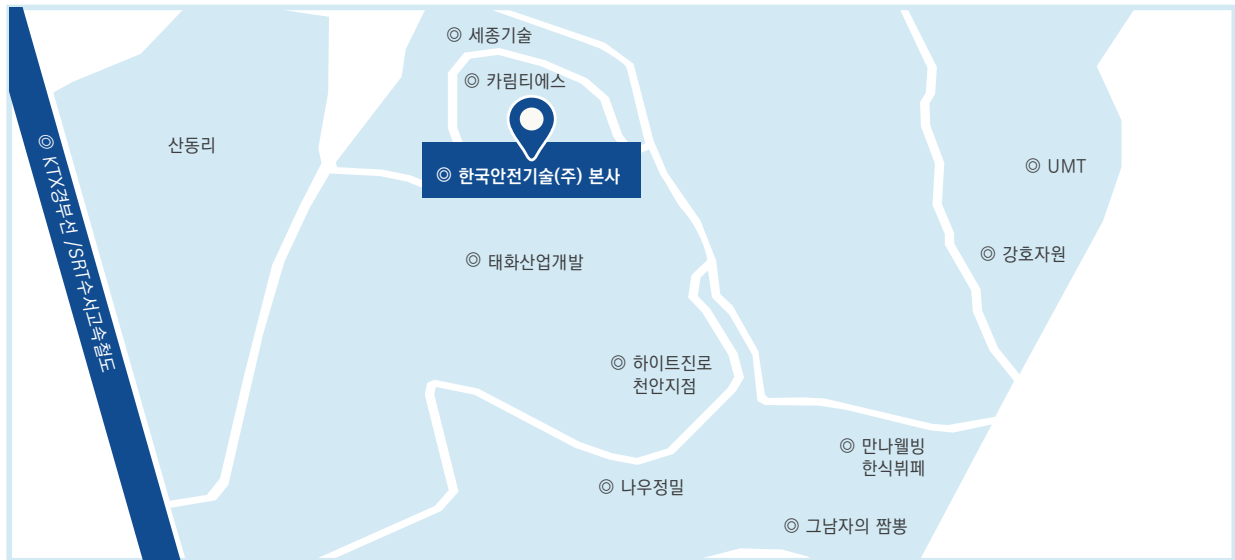 ◎ 세종기술
◎ 카림티에스
산동리
◎ KTX경부선 /SRT수서고속철도
◎ 한국안전기술(주) 본사
◎ UMT
◎ 강호자원
◎ 태화산업개발
◎ 하이트진로
천안지점
◎ 만나웰빙
한식뷔페
◎ 나우정밀
◎ 그남자의 짬뽕